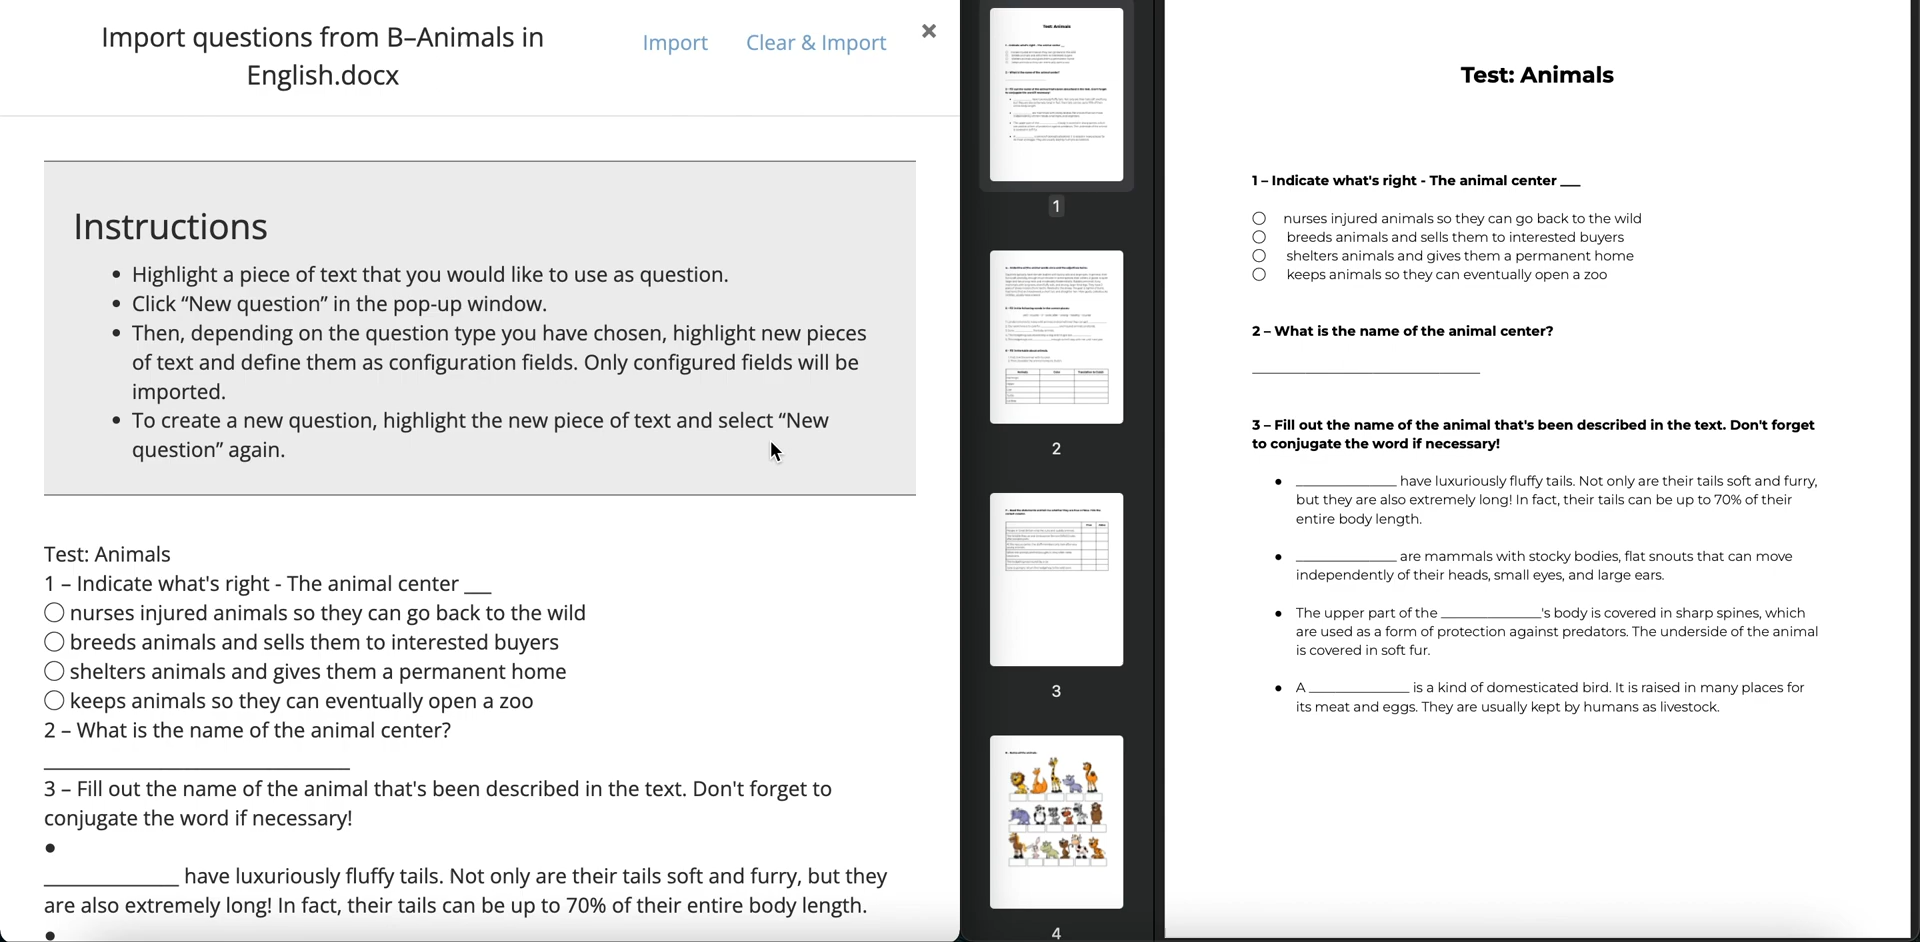 Import questions from B–Animals in
English.docx
Import
Clear & Import
×
Instructions
• Highlight a piece of text that you would like to use as question.
• Click “New question” in the pop-up window.
• Then, depending on the question type you have chosen, highlight new pieces
of text and define them as configuration fields. Only configured fields will be
imported.
• To create a new question, highlight the new piece of text and select “New
question” again.
Test: Animals
1 – Indicate what's right - The animal center ___
◯ nurses injured animals so they can go back to the wild
◯ breeds animals and sells them to interested buyers
◯ shelters animals and gives them a permanent home
◯ keeps animals so they can eventually open a zoo
2 – What is the name of the animal center?
__________________________________
3 – Fill out the name of the animal that's been described in the text. Don't forget to
conjugate the word if necessary!
●
_______________ have luxuriously fluffy tails. Not only are their tails soft and furry, but they
are also extremely long! In fact, their tails can be up to 70% of their entire body length.
●
Test: Animals
1
2
3
4
Test: Animals
1 – Indicate what's right - The animal center ___
◯ nurses injured animals so they can go back to the wild
◯ breeds animals and sells them to interested buyers
◯ shelters animals and gives them a permanent home
◯ keeps animals so they can eventually open a zoo
2 – What is the name of the animal center?
______________________________
3 – Fill out the name of the animal that's been described in the text. Don't forget
to conjugate the word if necessary!
● ______________ have luxuriously fluffy tails. Not only are their tails soft and furry,
but they are also extremely long! In fact, their tails can be up to 70% of their
entire body length.
● ______________ are mammals with stocky bodies, flat snouts that can move
independently of their heads, small eyes, and large ears.
● The upper part of the ______________'s body is covered in sharp spines, which
are used as a form of protection against predators. The underside of the animal
is covered in soft fur.
● A ______________ is a kind of domesticated bird. It is raised in many places for
its meat and eggs. They are usually kept by humans as livestock.